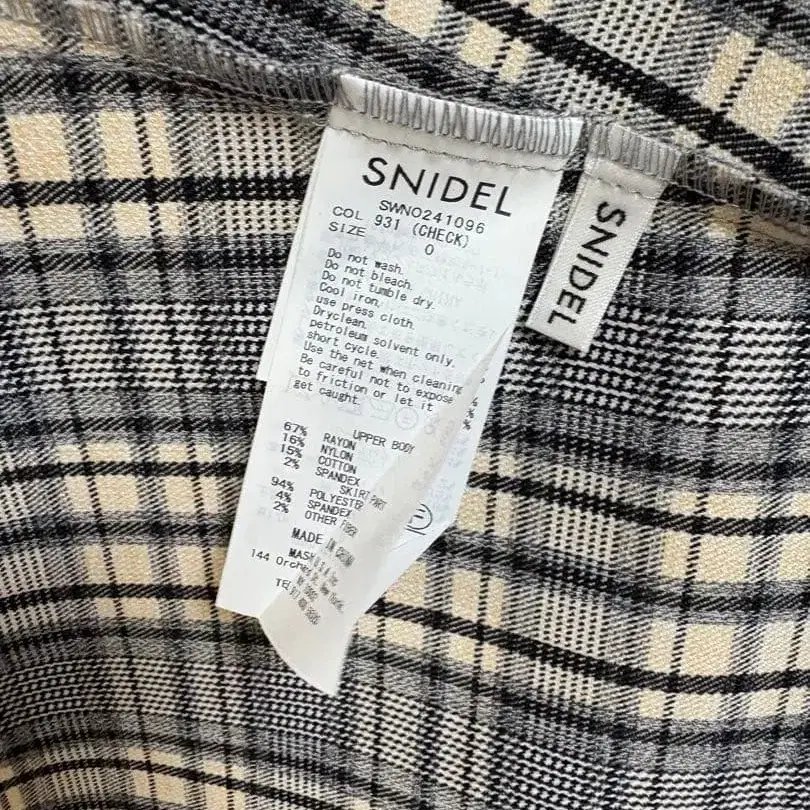 SNIDEL
SWNO241096
COL 931 (CHECK)
SIZE 0
Do not wash.
Do not bleach.
Do not tumble dry.
Cool iron.
use press cloth.
Dryclean.
petroleum solvent only.
short cycle.
Use the net when cleaning
Be careful not to expose
to friction or let it
get caught.
UPPER BODY
67% RAYON
16% NYLON
15% COTTON
2% SPANDEX
SKIRT PART
94% POLYESTER
4% SPANDEX
2% OTHER FIBER
MADE IN CHINA
MASH
144 Orchard
TEL
SNIDEL